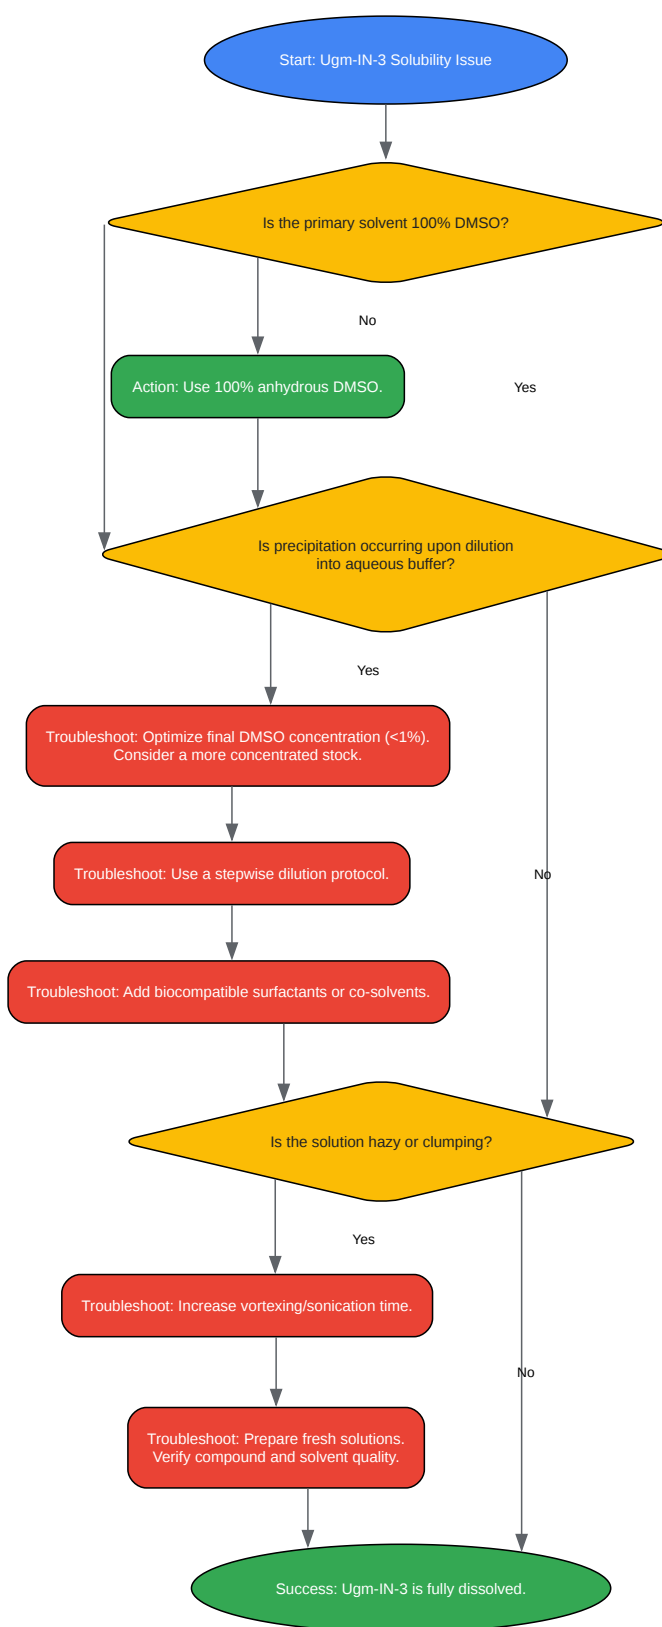 Start: Ugm-IN-3 Solubility Issue
Is the primary solvent 100% DMSO?
No
Action: Use 100% anhydrous DMSO.
Yes
Is precipitation occurring upon dilution
into aqueous buffer?
Yes
Troubleshoot: Optimize final DMSO concentration (<1%).
Consider a more concentrated stock.
Troubleshoot: Use a stepwise dilution protocol.
No
Troubleshoot: Add biocompatible surfactants or co-solvents.
Is the solution hazy or clumping?
Yes
Troubleshoot: Increase vortexing/sonication time.
No
Troubleshoot: Prepare fresh solutions.
Verify compound and solvent quality.
Success: Ugm-IN-3 is fully dissolved.